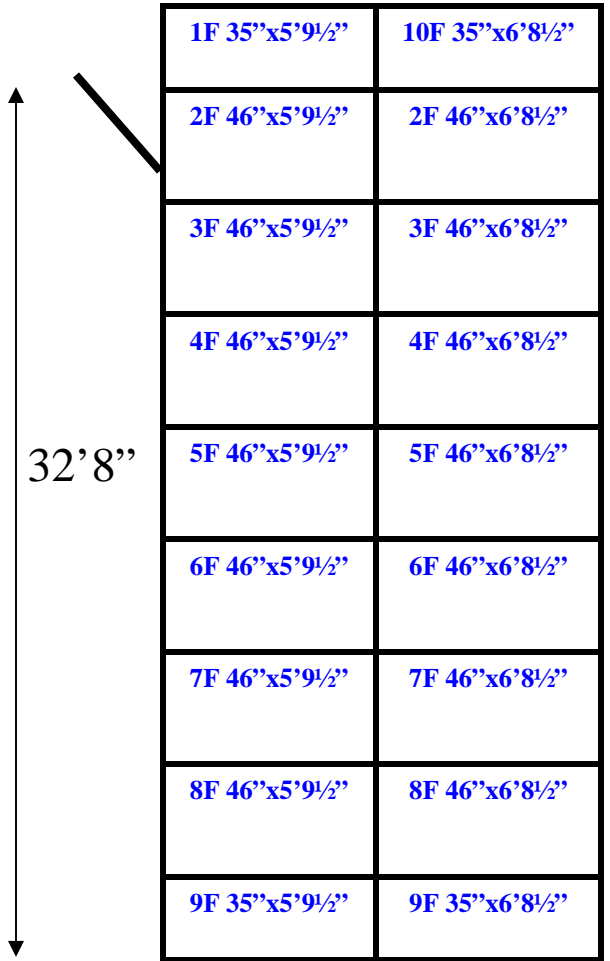 1F 35”x5’9½” 10F 35”x6’8½”
2F 46”x5’9½” 2F 46”x6’8½”
3F 46”x5’9½” 3F 46”x6’8½”
4F 46”x5’9½” 4F 46”x6’8½”
32’8” 5F 46”x5’9½” 5F 46”x6’8½”
6F 46”x5’9½” 6F 46”x6’8½”
7F 46”x5’9½” 7F 46”x6’8½”
8F 46”x5’9½” 8F 46”x6’8½”
9F 35”x5’9½” 9F 35”x6’8½”